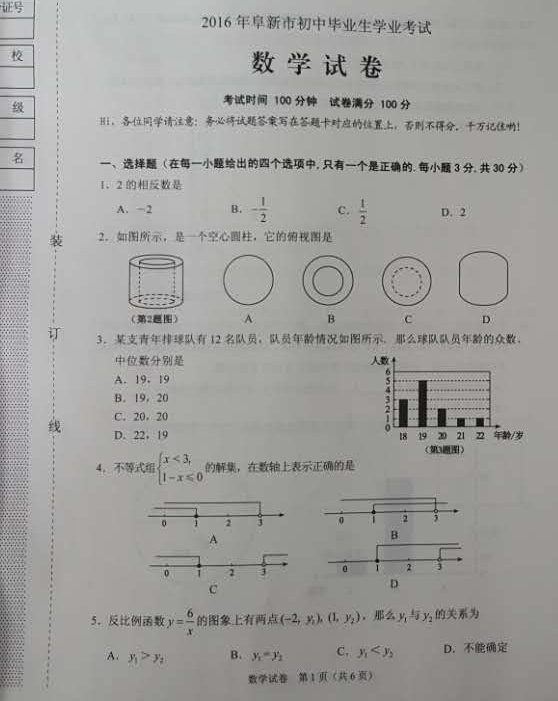 证号
校
级
名
装
订
线
2016 年阜新市初中毕业生学业考试
数 学 试 卷
考试时间 100 分钟 试卷满分 100 分
Hi, 各位同学请注意: 务必将试题答案写在答题卡对应的位置上, 否则不得分, 千万记住哟!
一、选择题（在每一小题给出的四个选项中, 只有一个是正确的. 每小题 3 分, 共 30 分）
1. 2 的相反数是
A. －2 B. －1/2 C. 1/2 D. 2
2. 如图所示, 是一个空心圆柱, 它的俯视图是
（第2题图） A B C D
3. 某支青年排球队有 12 名队员, 队员年龄情况如图所示. 那么球队队员年龄的众数、
中位数分别是
A. 19, 19
B. 19, 20
C. 20, 20
D. 22, 19
人数
6
5
4
3
2
1
0
18 19 20 21 22 年龄/岁
（第3题图）
4. 不等式组 { x < 3, 1－x ⩽ 0 的解集, 在数轴上表示正确的是
0 1 2 3
A
0 1 2 3
B
0 1 2 3
C
0 1 2 3
D
5. 反比例函数 y = 6/x 的图象上有两点 (－2, y₁), (1, y₂), 那么 y₁ 与 y₂ 的关系为
A. y₁ > y₂ B. y₁ = y₂ C. y₁ < y₂ D. 不能确定
数学试卷 第 1 页（共 6 页）